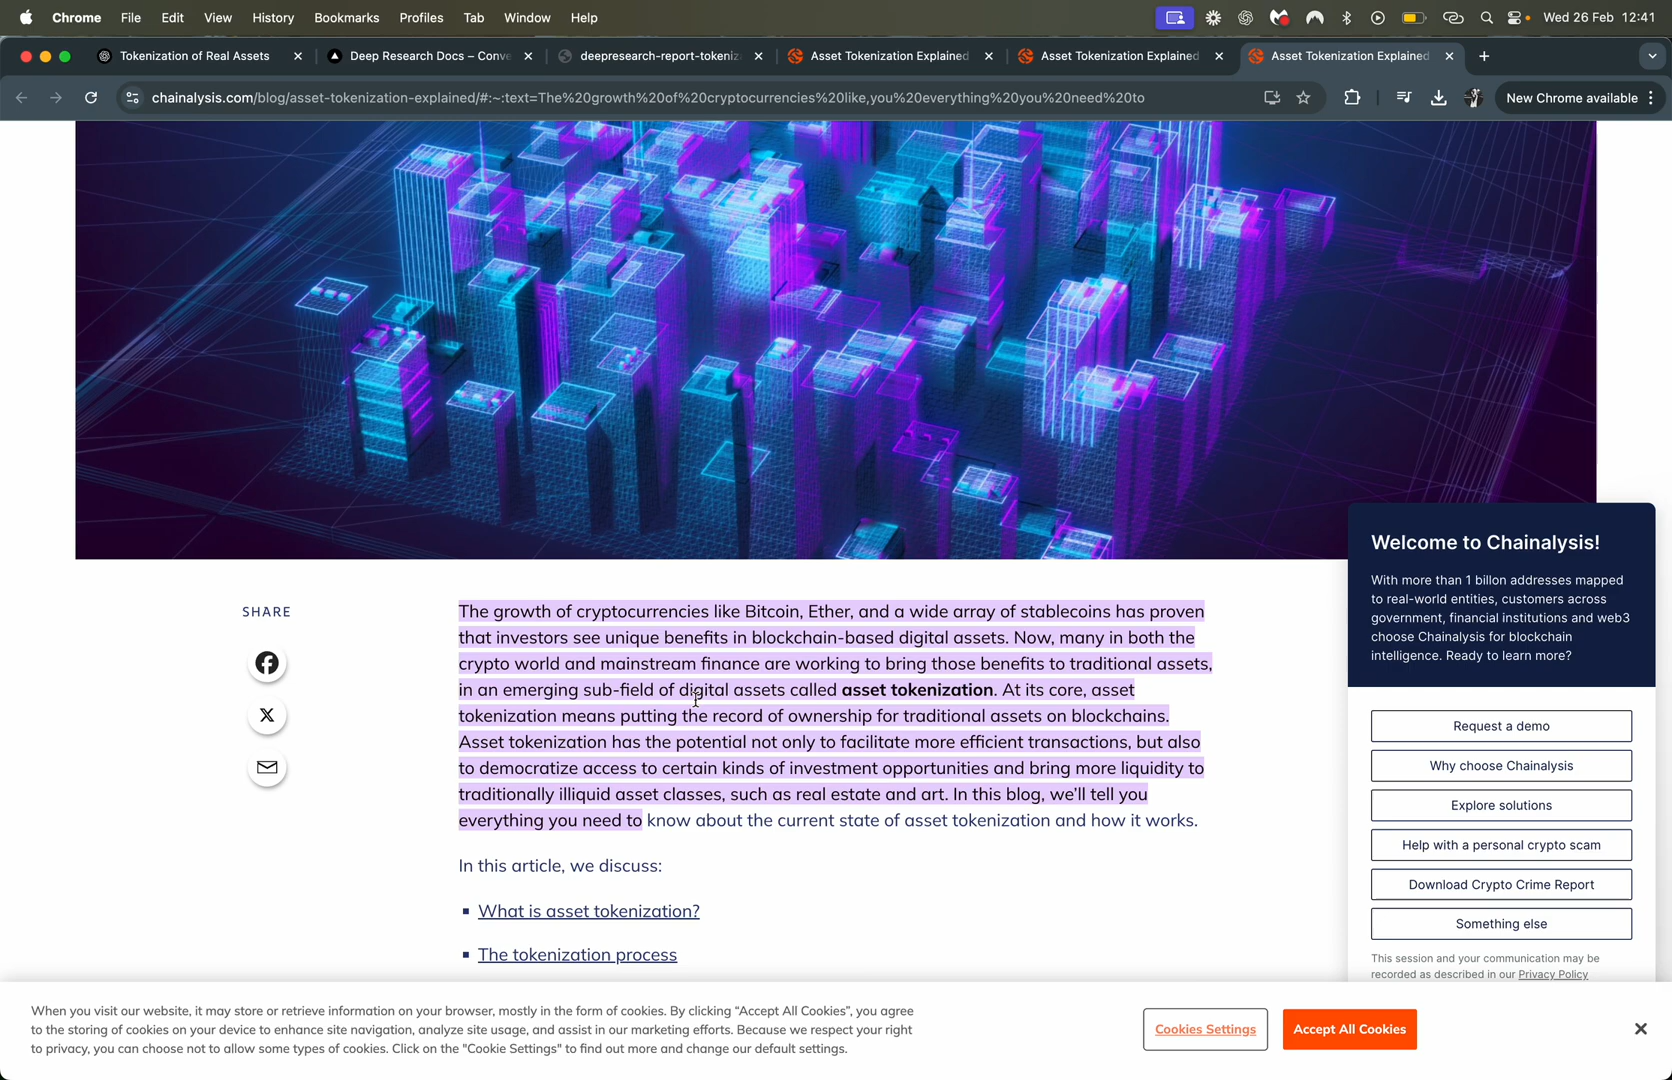 Chrome File Edit View History Bookmarks Profiles Tab Window Help Wed 26 Feb 12:41
Tokenization of Real Assets Deep Research Docs – Conve deepresearch-report-tokeniz Asset Tokenization Explained Asset Tokenization Explained Asset Tokenization Explained
chainalysis.com/blog/asset-tokenization-explained/#:~:text=The%20growth%20of%20cryptocurrencies%20like,you%20everything%20you%20need%20to New Chrome available
SHARE
The growth of cryptocurrencies like Bitcoin, Ether, and a wide array of stablecoins has proven
that investors see unique benefits in blockchain-based digital assets. Now, many in both the
crypto world and mainstream finance are working to bring those benefits to traditional assets,
in an emerging sub-field of digital assets called asset tokenization. At its core, asset
tokenization means putting the record of ownership for traditional assets on blockchains.
Asset tokenization has the potential not only to facilitate more efficient transactions, but also
to democratize access to certain kinds of investment opportunities and bring more liquidity to
traditionally illiquid asset classes, such as real estate and art. In this blog, we'll tell you
everything you need to know about the current state of asset tokenization and how it works.
In this article, we discuss:
What is asset tokenization?
The tokenization process
Welcome to Chainalysis!
With more than 1 billon addresses mapped
to real-world entities, customers across
government, financial institutions and web3
choose Chainalysis for blockchain
intelligence. Ready to learn more?
Request a demo
Why choose Chainalysis
Explore solutions
Help with a personal crypto scam
Download Crypto Crime Report
Something else
This session and your communication may be
recorded as described in our Privacy Policy
When you visit our website, it may store or retrieve information on your browser, mostly in the form of cookies. By clicking “Accept All Cookies”, you agree
to the storing of cookies on your device to enhance site navigation, analyze site usage, and assist in our marketing efforts. Because we respect your right
to privacy, you can choose not to allow some types of cookies. Click on the "Cookie Settings" to find out more and change our default settings.
Cookies Settings
Accept All Cookies